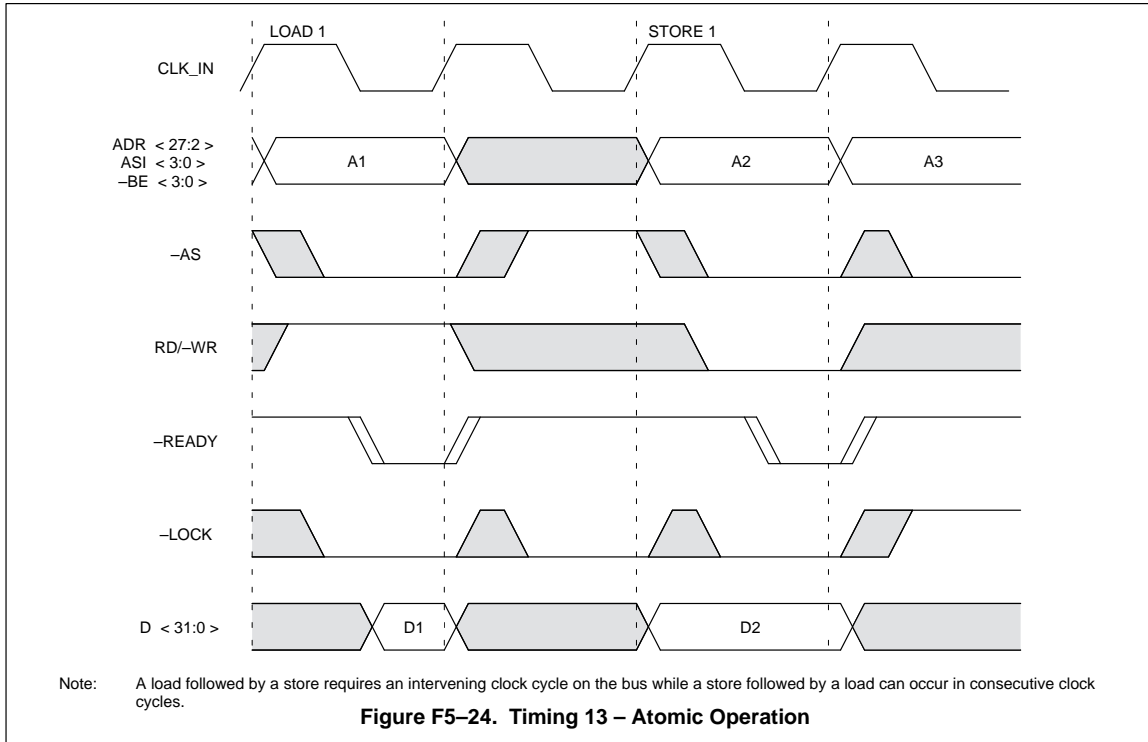 LOAD 1
STORE 1
CLK_IN
ADR < 27:2 >
ASI < 3:0 >
–BE < 3:0 >
A1
A2
A3
–AS
RD/–WR
–READY
–LOCK
D < 31:0 >
D1
D2
Note: A load followed by a store requires an intervening clock cycle on the bus while a store followed by a load can occur in consecutive clock
cycles.
Figure F5–24. Timing 13 – Atomic Operation